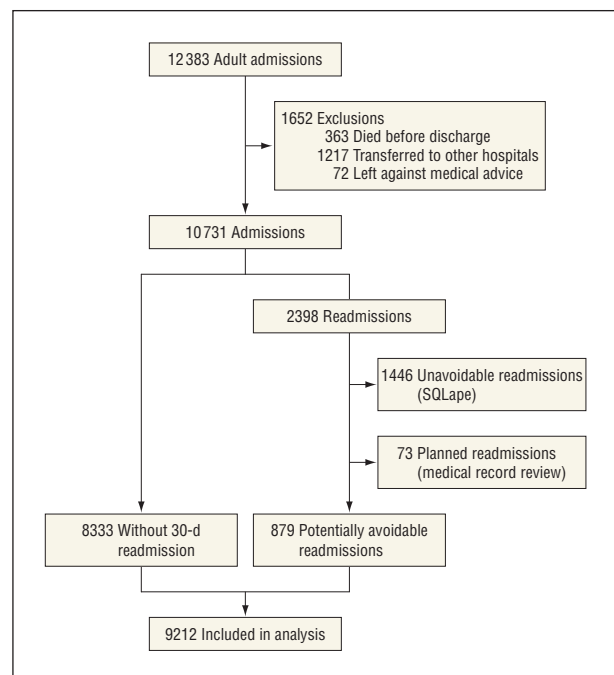 12 383 Adult admissions
1652 Exclusions
363 Died before discharge
1217 Transferred to other hospitals
72 Left against medical advice
10 731 Admissions
2398 Readmissions
1446 Unavoidable readmissions
(SQLape)
73 Planned readmissions
(medical record review)
8333 Without 30-d
readmission
879 Potentially avoidable
readmissions
9212 Included in analysis